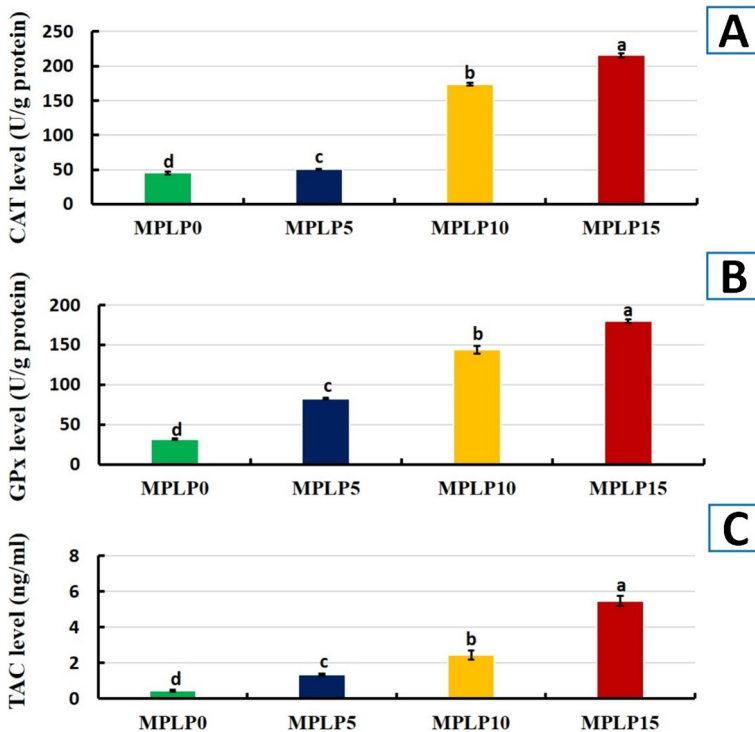 A
CAT level (U/g protein)
250
200
150
100
50
0
a
b
c
d
MPLP0 MPLP5 MPLP10 MPLP15
B
GPx level (U/g protein)
200
150
100
50
0
a
b
c
d
MPLP0 MPLP5 MPLP10 MPLP15
C
TAC level (ng/ml)
8
6
4
2
0
a
b
c
d
MPLP0 MPLP5 MPLP10 MPLP15